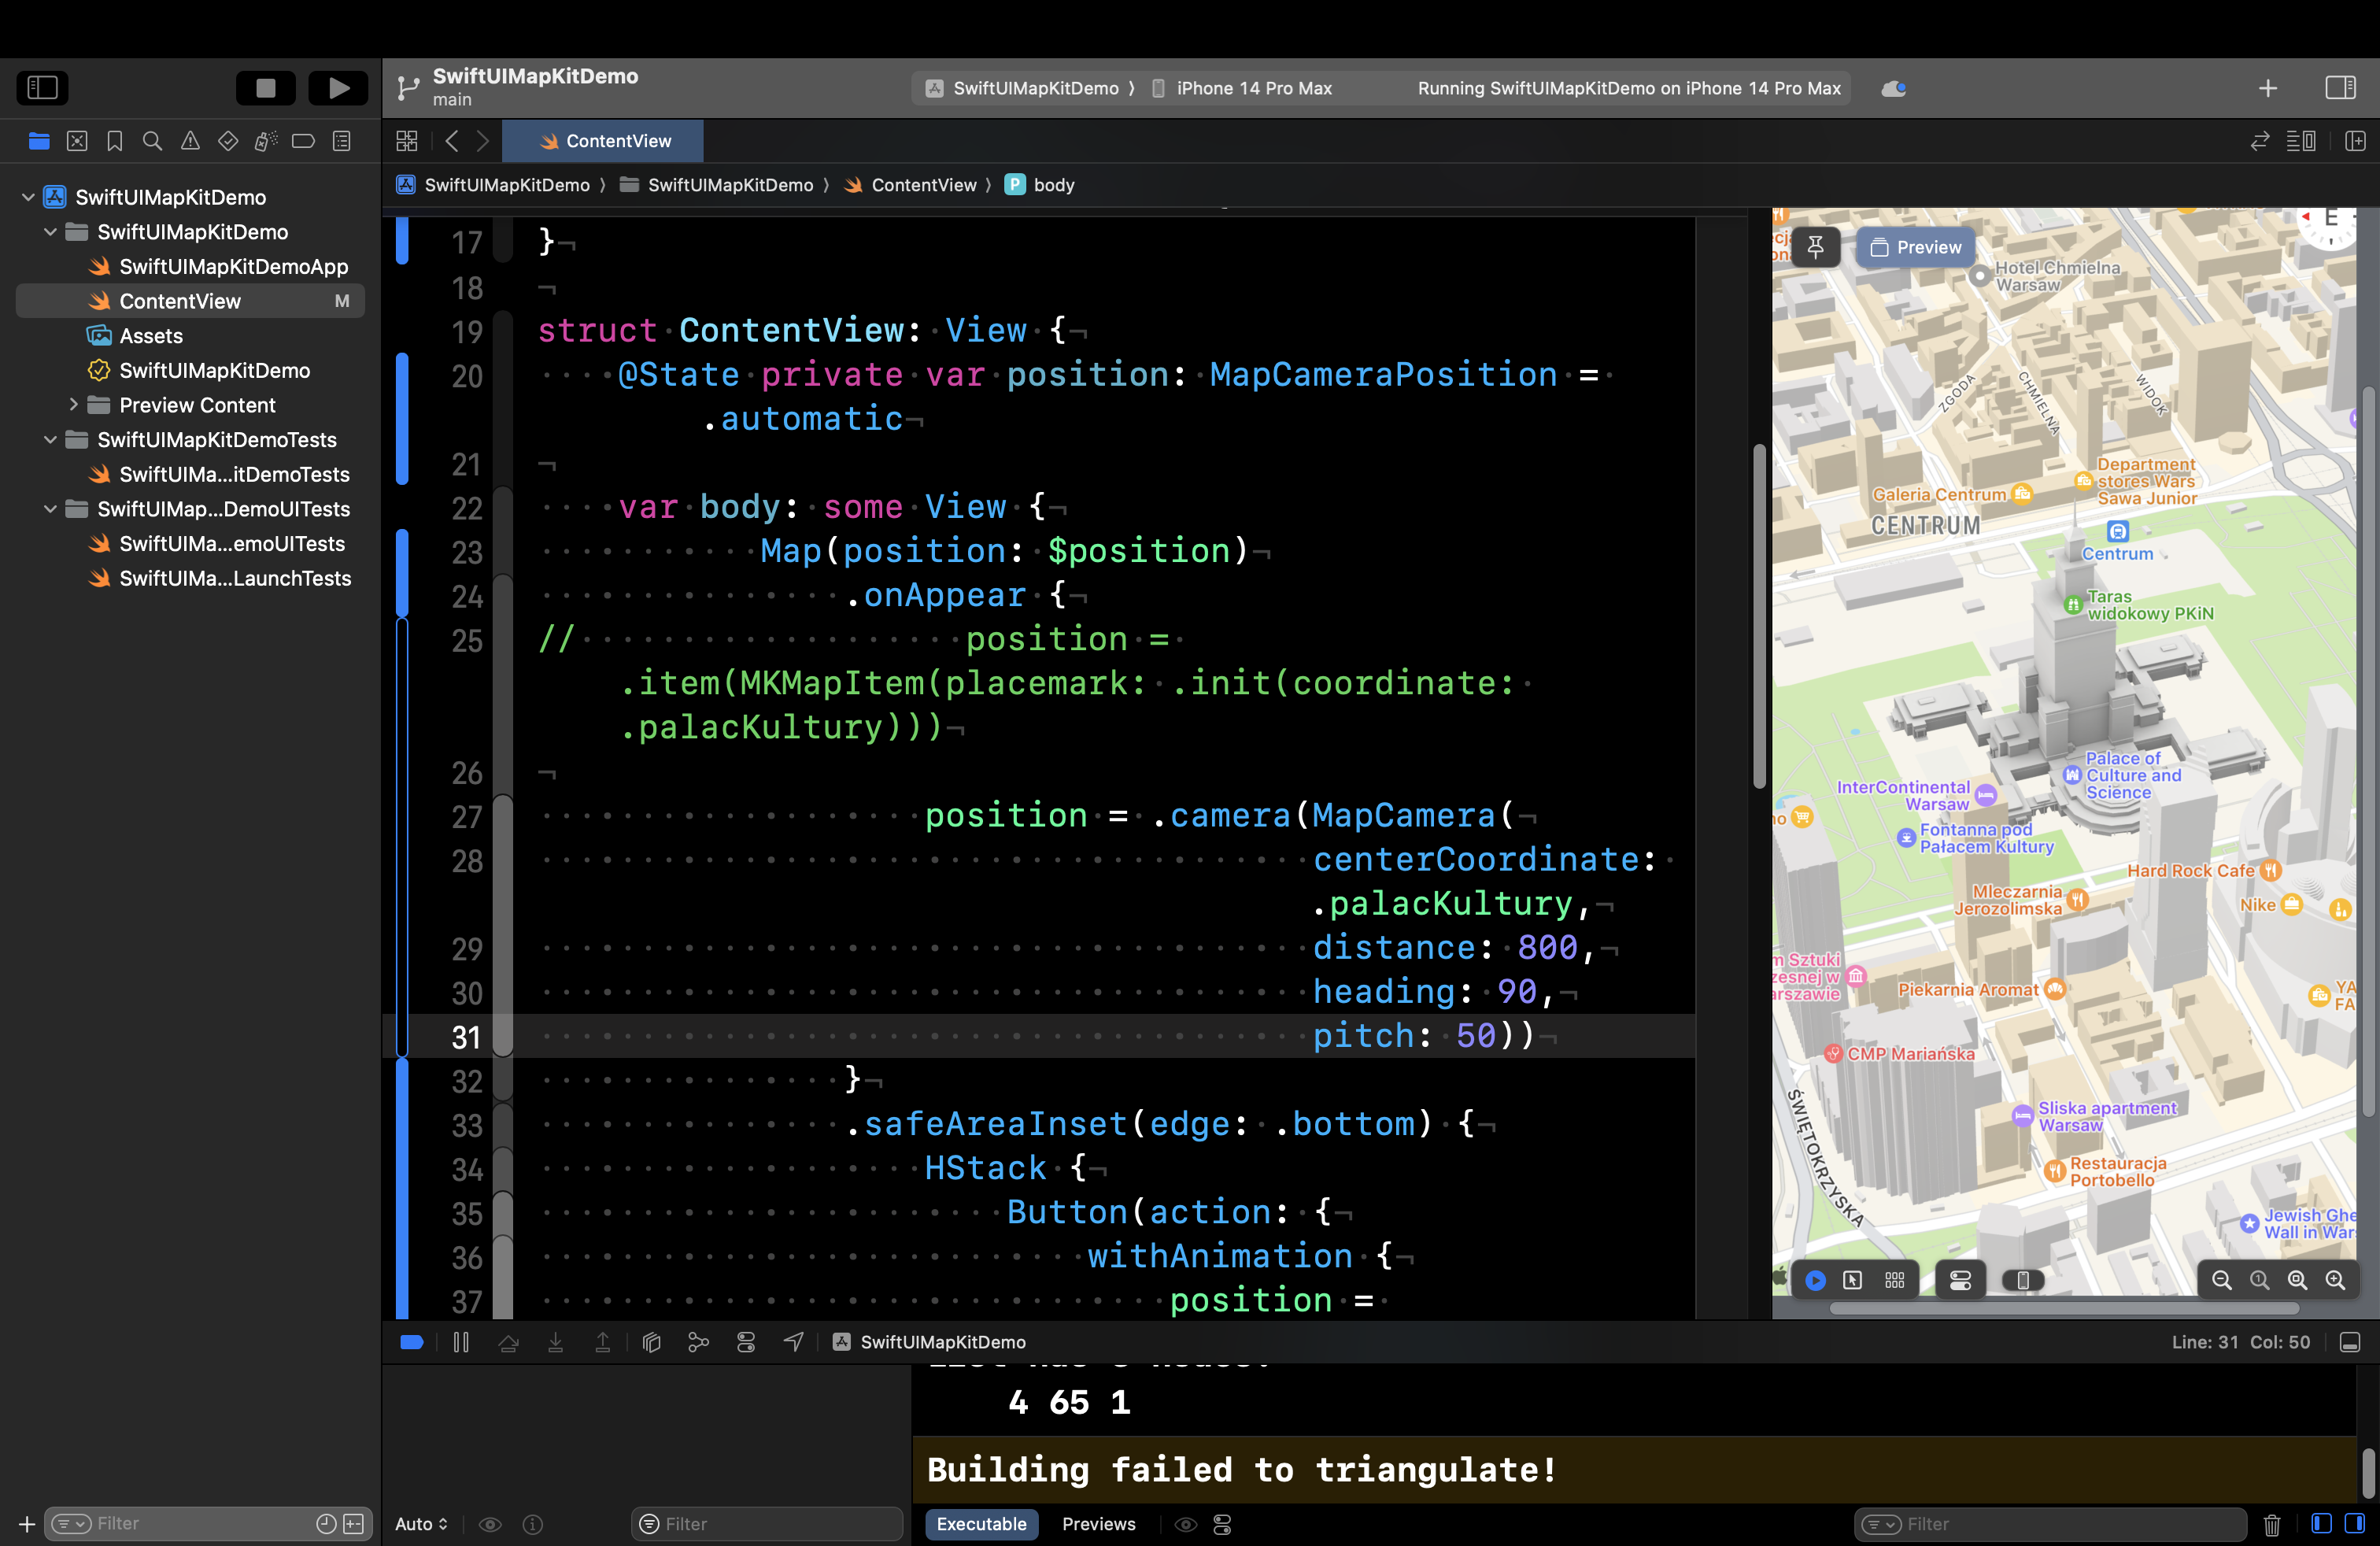 SwiftUIMapKitDemo
main
SwiftUIMapKitDemo 〉 iPhone 14 Pro Max
Running SwiftUIMapKitDemo on iPhone 14 Pro Max
ContentView
SwiftUIMapKitDemo 〉 SwiftUIMapKitDemo 〉 ContentView 〉 P body
SwiftUIMapKitDemo
SwiftUIMapKitDemo
SwiftUIMapKitDemoApp
ContentView M
Assets
SwiftUIMapKitDemo
Preview Content
SwiftUIMapKitDemoTests
SwiftUIMa...itDemoTests
SwiftUIMap...DemoUITests
SwiftUIMa...emoUITests
SwiftUIMa...LaunchTests
Filter
17 }
18
19 struct ContentView: View {
20 @State private var position: MapCameraPosition =
.automatic
21
22 var body: some View {
23 Map(position: $position)
24 .onAppear {
25 // position =
.item(MKMapItem(placemark: .init(coordinate:
.palacKultury)))
26
27 position = .camera(MapCamera(
28 centerCoordinate:
.palacKultury,
29 distance: 800,
30 heading: 90,
31 pitch: 50))
32 }
33 .safeAreaInset(edge: .bottom) {
34 HStack {
35 Button(action: {
36 withAnimation {
37 position =
Preview
E
Hotel Chmielna
Warsaw
ZGODA
CHMIELNA
WIDOK
Department
stores Wars
Sawa Junior
Galeria Centrum
CENTRUM
Centrum
Taras
widokowy PKiN
Palace of
Culture and
Science
InterContinental
Warsaw
Fontanna pod
Pałacem Kultury
Hard Rock Cafe
Mleczarnia
Jerozolimska
Nike
m Sztuki
zesnej w
arszawie
Piekarnia Aromat
YA
FA
CMP Mariańska
ŚWIĘTOKRZYSKA
Sliska apartment
Warsaw
Restauracja
Portobello
Jewish Ghe
Wall in War
SwiftUIMapKitDemo
Line: 31 Col: 50
4 65 1
Building failed to triangulate!
Auto
Filter
Executable
Previews
Filter